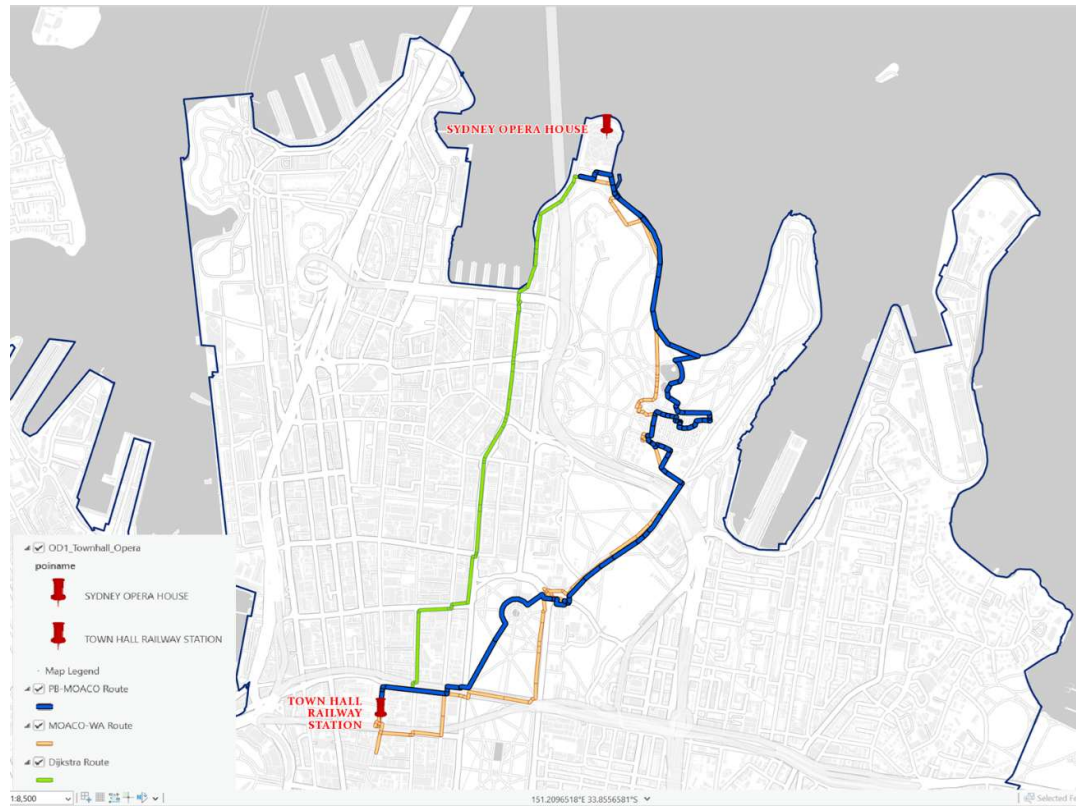 SYDNEY OPERA HOUSE
TOWN HALL
RAILWAY
STATION
OD1_Townhall_Opera
poiname
SYDNEY OPERA HOUSE
TOWN HALL RAILWAY STATION
Map Legend
PB-MOACO Route
MOACO-WA Route
Dijkstra Route
1:8,500
151.2096518°E 33.8556581°S
Selected Fe